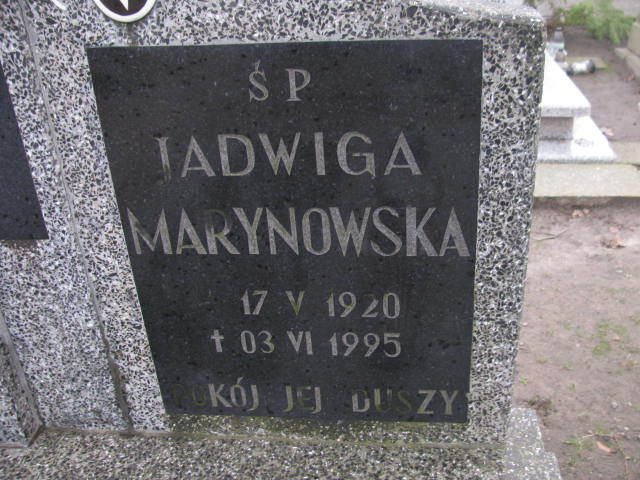 ŚP
JADWIGA
MARYNOWSKA
17 V 1920
† 03 VI 1995
POKÓJ JEJ DUSZY